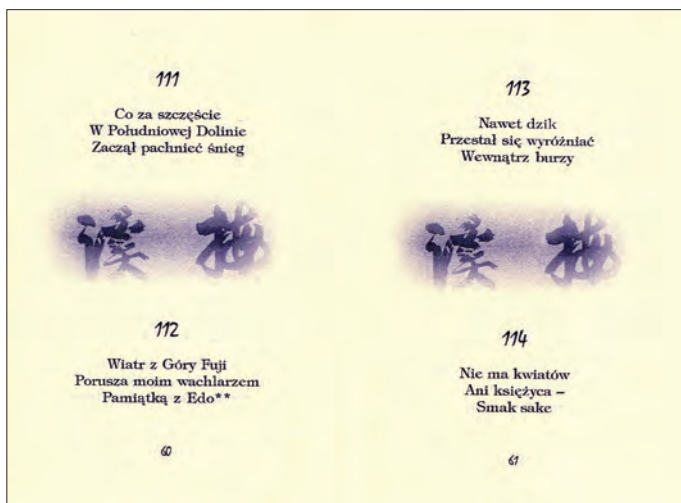 111
Co za szczęście
W Południowej Dolinie
Zaczął pachnieć śnieg
112
Wiatr z Góry Fuji
Porusza moim wachlarzem
Pamiątką z Edo**
60
113
Nawet dzik
Przestał się wyróżniać
Wewnątrz burzy
114
Nie ma kwiatów
Ani księżyca –
Smak sake
61